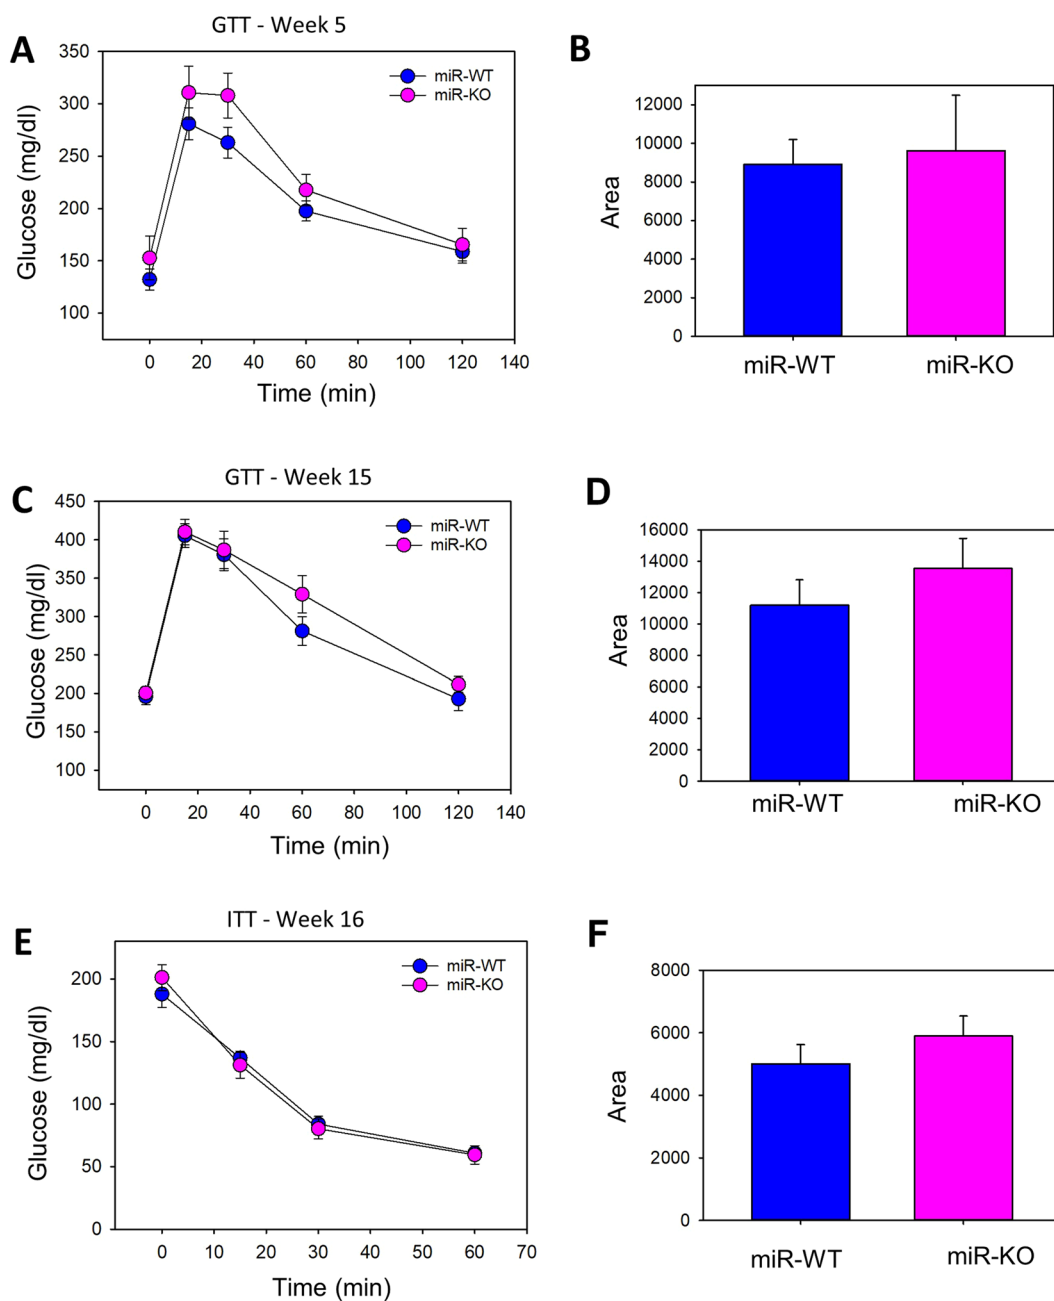 A
GTT - Week 5
Glucose (mg/dl)
350
300
250
200
150
100
miR-WT
miR-KO
0 20 40 60 80 100 120 140
Time (min)
B
Area
12000
10000
8000
6000
4000
2000
0
miR-WT miR-KO
C
GTT - Week 15
Glucose (mg/dl)
450
400
350
300
250
200
150
100
miR-WT
miR-KO
0 20 40 60 80 100 120 140
Time (min)
D
Area
16000
14000
12000
10000
8000
6000
4000
2000
0
miR-WT miR-KO
E
ITT - Week 16
Glucose (mg/dl)
200
150
100
50
0
miR-WT
miR-KO
0 10 20 30 40 50 60 70
Time (min)
F
Area
8000
6000
4000
2000
0
miR-WT miR-KO